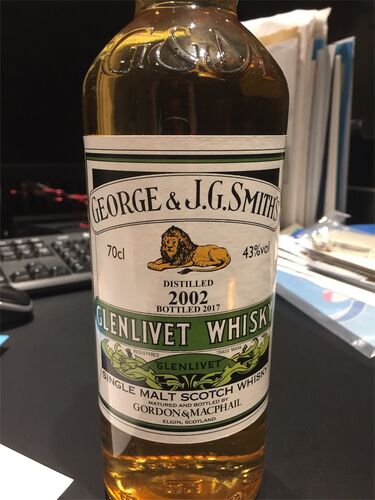 GEORGE & J.G. SMITH'S
70cl
43%vol
DISTILLED
2002
BOTTLED 2017
GLENLIVET WHISKY
REGISTERED TRADE MARK
GLENLIVET
SINGLE MALT SCOTCH WHISKY
MATURED AND BOTTLED BY
GORDON & MACPHAIL
ELGIN, SCOTLAND